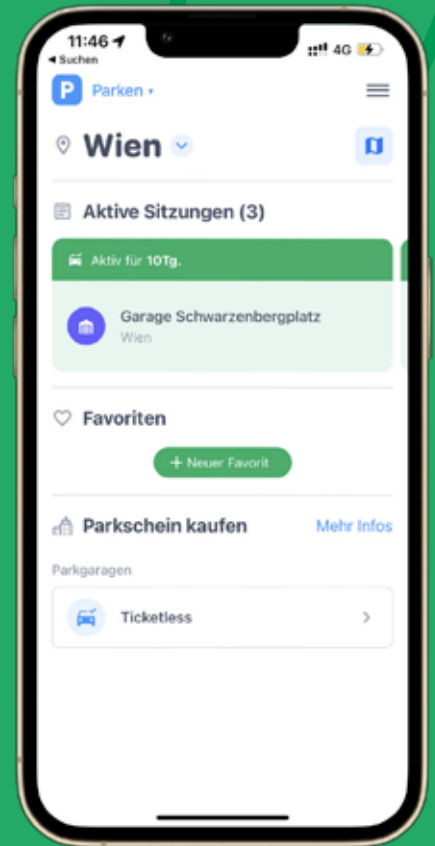 11:46
4G
Suchen
P Parken
Wien
Aktive Sitzungen (3)
Aktiv für 10Tg.
Garage Schwarzenbergplatz
Wien
Favoriten
+ Neuer Favorit
Parkschein kaufen
Mehr Infos
Parkgaragen
Ticketless